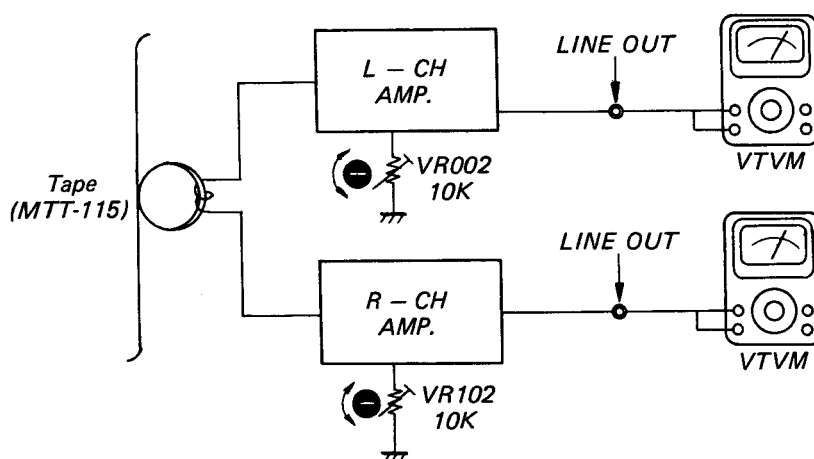 L – CH
AMP.
LINE OUT
VTVM
VR002
10K
Tape
(MTT-115)
LINE OUT
R – CH
AMP.
VTVM
VR102
10K